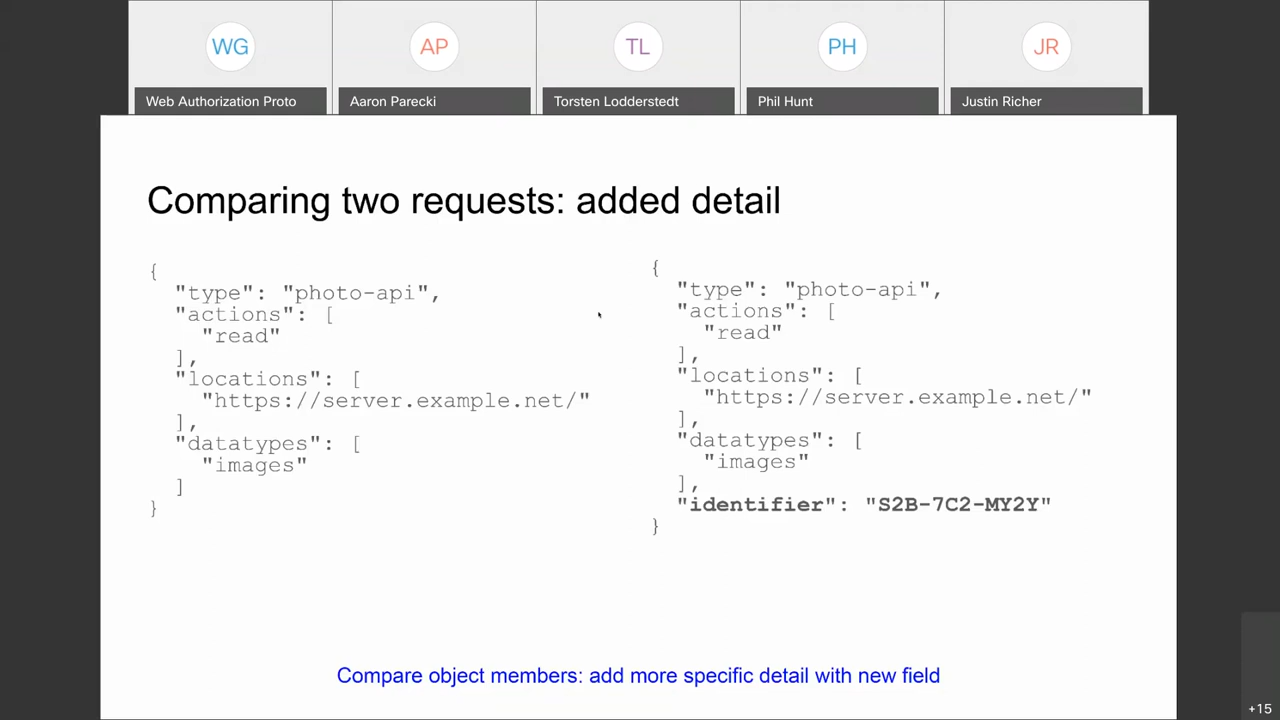 WG
AP
TL
PH
JR
Web Authorization Proto
Aaron Parecki
Torsten Lodderstedt
Phil Hunt
Justin Richer
Comparing two requests: added detail
{
"type": "photo-api",
"actions": [
"read"
],
"locations": [
"https://server.example.net/"
],
"datatypes": [
"images"
]
}
{
"type": "photo-api",
"actions": [
"read"
],
"locations": [
"https://server.example.net/"
],
"datatypes": [
"images"
],
"identifier": "S2B-7C2-MY2Y"
}
Compare object members: add more specific detail with new field
+15